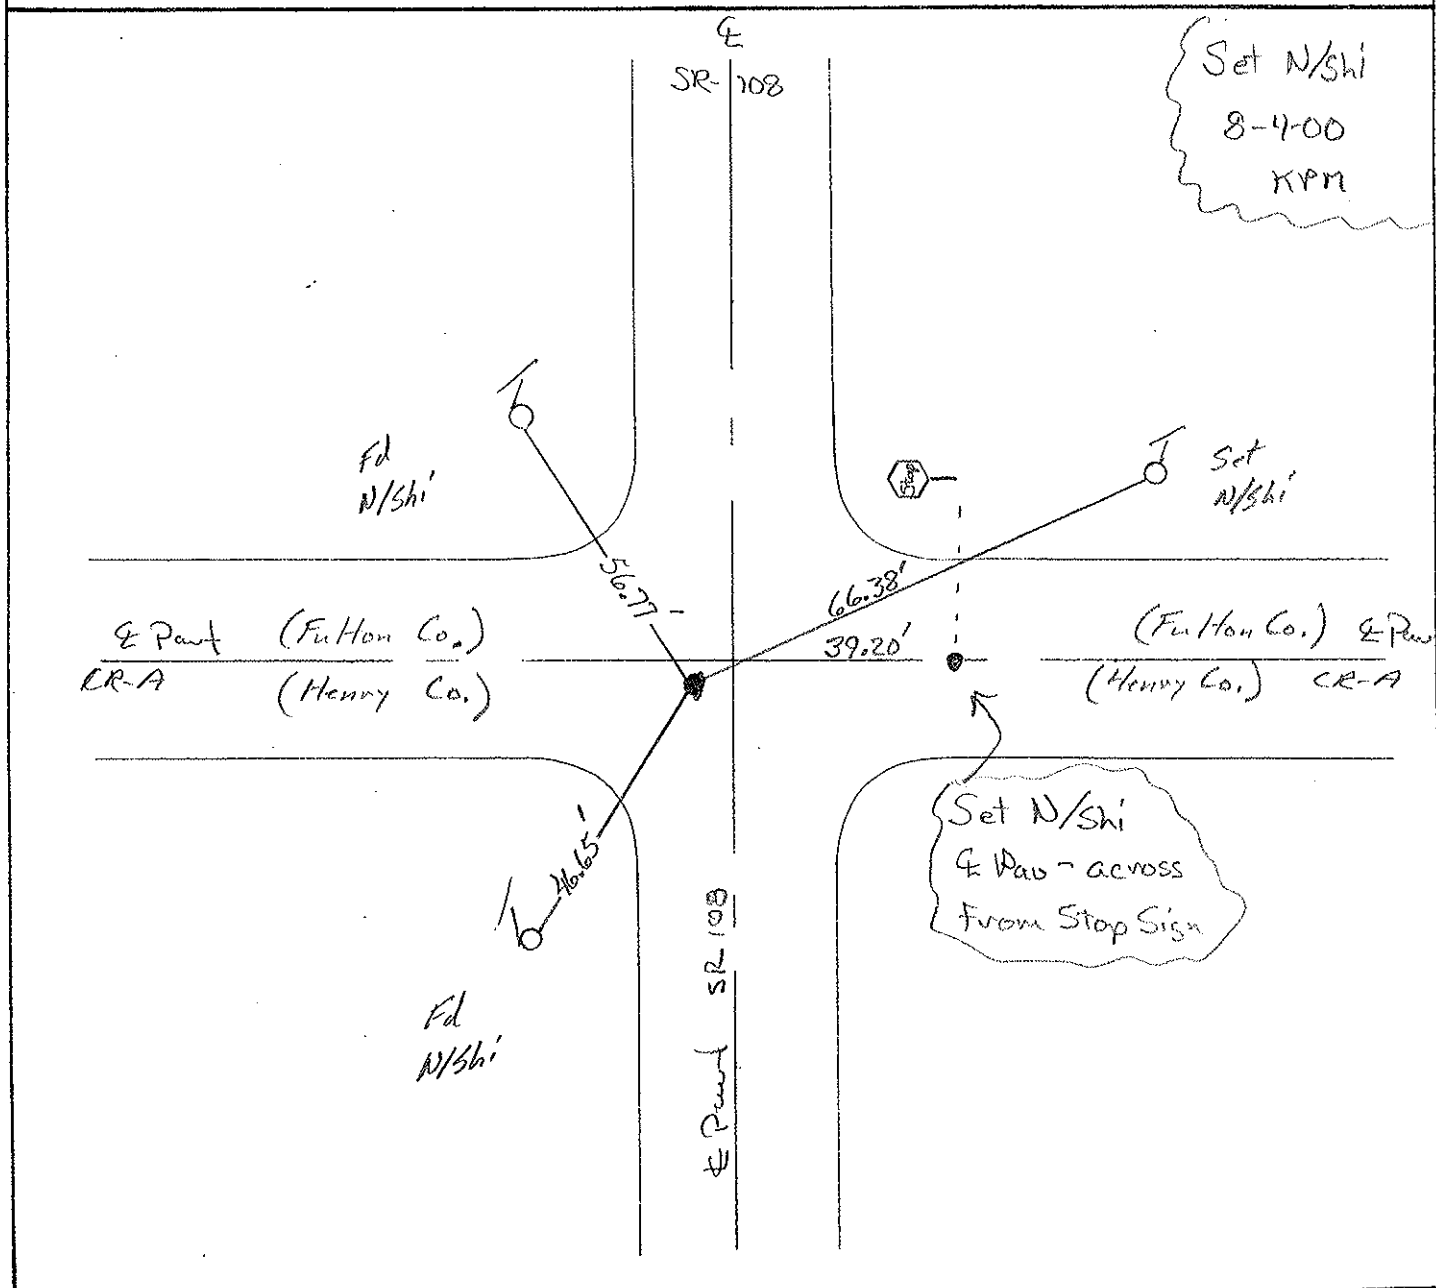 ℄
SR-108
Set N/Shi
8-4-00
KPM
Fd
N/Shi
Stop
Set
N/Shi
56.77'
66.38'
39.20'
℄ Pavt (Fulton Co.)
CR-A (Henry Co.)
(Fulton Co.) ℄ Pav
(Henry Co.) CR-A
46.65'
Set N/Shi
℄ Pav - across
From Stop Sign
Fd
N/Shi
℄ Pavt SR 108